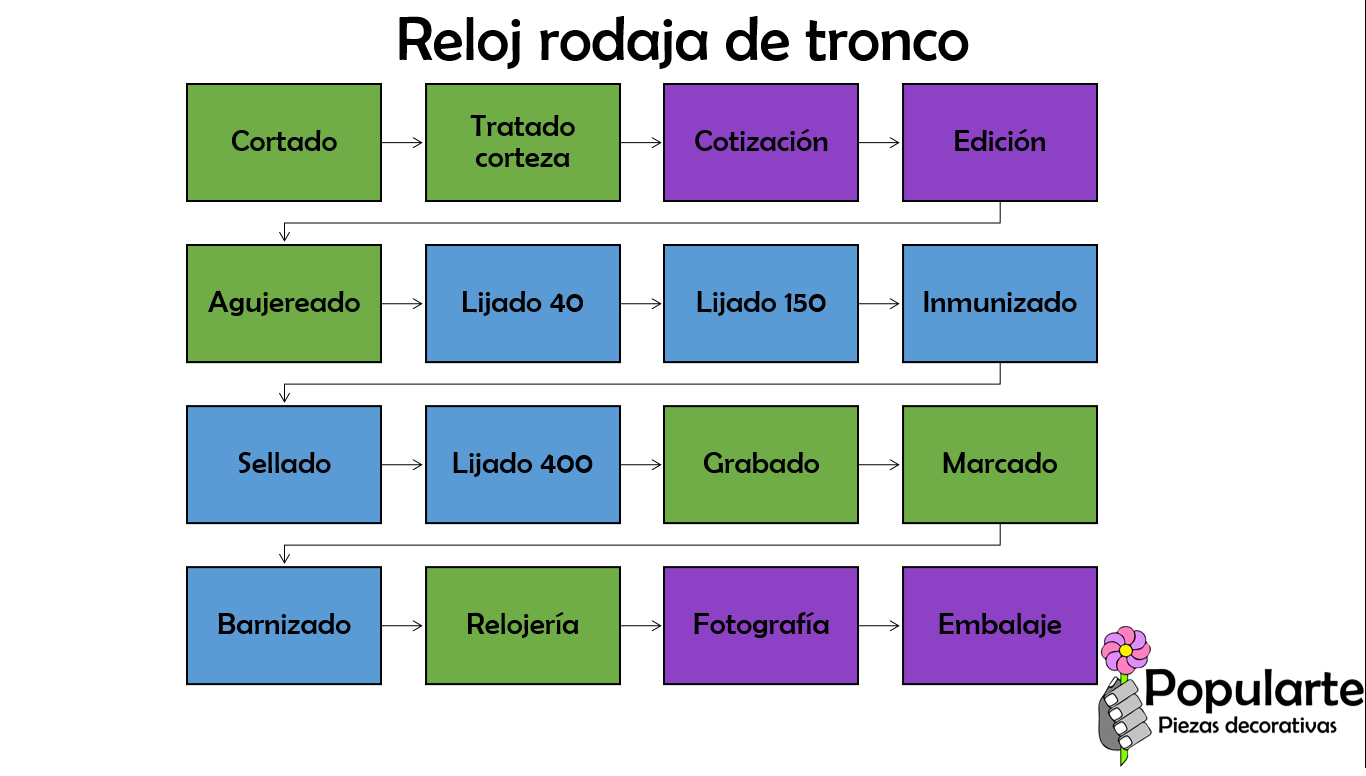 Reloj rodaja de tronco
Cortado
Tratado
corteza
Cotización
Edición
Agujereado
Lijado 40
Lijado 150
Inmunizado
Sellado
Lijado 400
Grabado
Marcado
Barnizado
Relojería
Fotografía
Embalaje
Popularte
Piezas decorativas